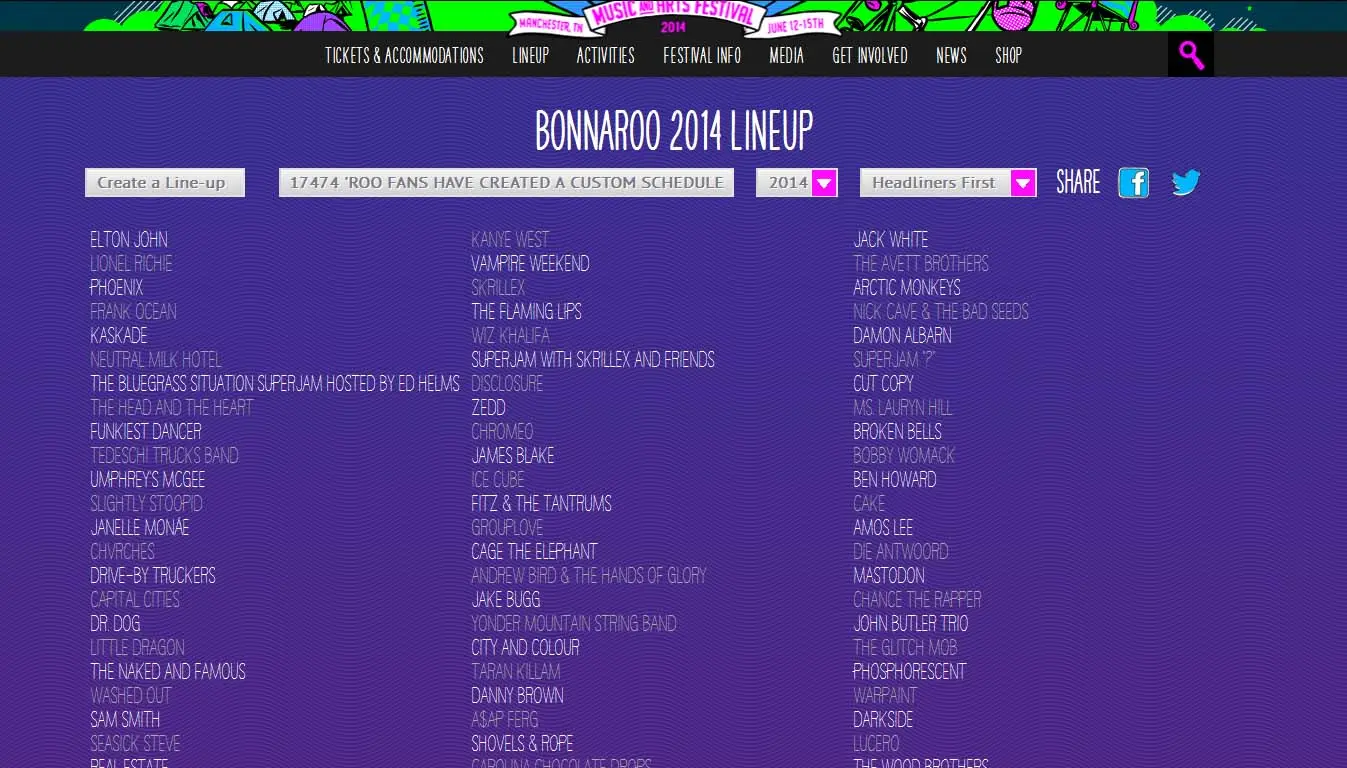 MUSIC AND ARTS FESTIVAL
MANCHESTER, TN
2014
JUNE 12-15TH
TICKETS & ACCOMMODATIONS LINEUP ACTIVITIES FESTIVAL INFO MEDIA GET INVOLVED NEWS SHOP
BONNAROO 2014 LINEUP
Create a Line-up 17474 'ROO FANS HAVE CREATED A CUSTOM SCHEDULE 2014 Headliners First SHARE
ELTON JOHN KANYE WEST JACK WHITE
LIONEL RICHIE VAMPIRE WEEKEND THE AVETT BROTHERS
PHOENIX SKRILLEX ARCTIC MONKEYS
FRANK OCEAN THE FLAMING LIPS NICK CAVE & THE BAD SEEDS
KASKADE WIZ KHALIFA DAMON ALBARN
NEUTRAL MILK HOTEL SUPERJAM WITH SKRILLEX AND FRIENDS SUPERJAM "?"
THE BLUEGRASS SITUATION SUPERJAM HOSTED BY ED HELMS DISCLOSURE CUT COPY
THE HEAD AND THE HEART ZEDD MS. LAURYN HILL
FUNKIEST DANCER CHROMEO BROKEN BELLS
TEDESCHI TRUCKS BAND JAMES BLAKE BOBBY WOMACK
UMPHREY'S MCGEE ICE CUBE BEN HOWARD
SLIGHTLY STOOPID FITZ & THE TANTRUMS CAKE
JANELLE MONÁE GROUPLOVE AMOS LEE
CHVRCHES CAGE THE ELEPHANT DIE ANTWOORD
DRIVE-BY TRUCKERS ANDREW BIRD & THE HANDS OF GLORY MASTODON
CAPITAL CITIES JAKE BUGG CHANCE THE RAPPER
DR. DOG YONDER MOUNTAIN STRING BAND JOHN BUTLER TRIO
LITTLE DRAGON CITY AND COLOUR THE GLITCH MOB
THE NAKED AND FAMOUS TARAN KILLAM PHOSPHORESCENT
WASHED OUT DANNY BROWN WARPAINT
SAM SMITH A$AP FERG DARKSIDE
SEASICK STEVE SHOVELS & ROPE LUCERO
REAL ESTATE CAROLINA CHOCOLATE DROPS THE WOOD BROTHERS